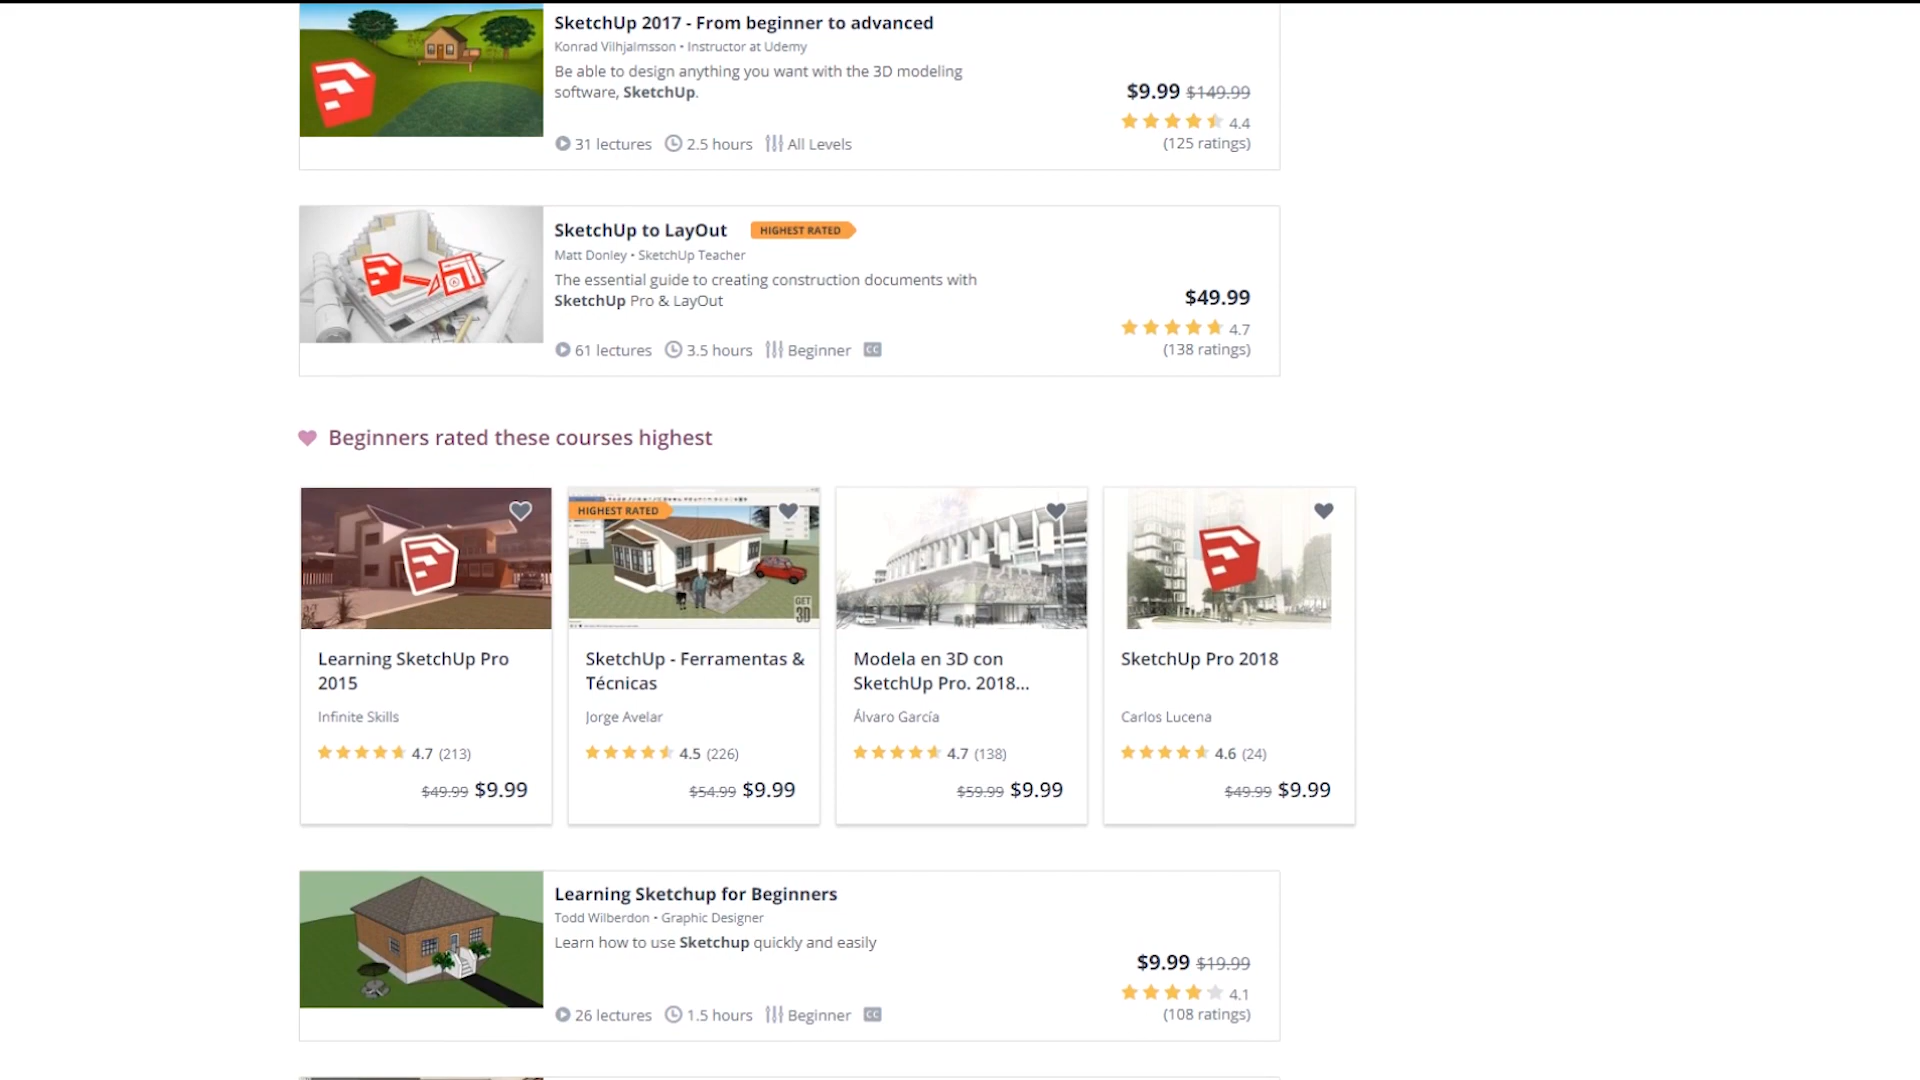 SketchUp 2017 - From beginner to advanced
Konrad Vilhjalmsson • Instructor at Udemy
Be able to design anything you want with the 3D modeling
software, SketchUp.
$9.99 $149.99
4.4
(125 ratings)
31 lectures 2.5 hours All Levels
SketchUp to LayOut HIGHEST RATED
Matt Donley • SketchUp Teacher
The essential guide to creating construction documents with
SketchUp Pro & LayOut
$49.99
4.7
(138 ratings)
61 lectures 3.5 hours Beginner CC
Beginners rated these courses highest
HIGHEST RATED
GET
3D
Learning SketchUp Pro
2015
Infinite Skills
4.7 (213)
$49.99 $9.99
SketchUp - Ferramentas &
Técnicas
Jorge Avelar
4.5 (226)
$54.99 $9.99
Modela en 3D con
SketchUp Pro. 2018...
Álvaro García
4.7 (138)
$59.99 $9.99
SketchUp Pro 2018
Carlos Lucena
4.6 (24)
$49.99 $9.99
Learning Sketchup for Beginners
Todd Wilberdon • Graphic Designer
Learn how to use Sketchup quickly and easily
$9.99 $19.99
4.1
(108 ratings)
26 lectures 1.5 hours Beginner CC